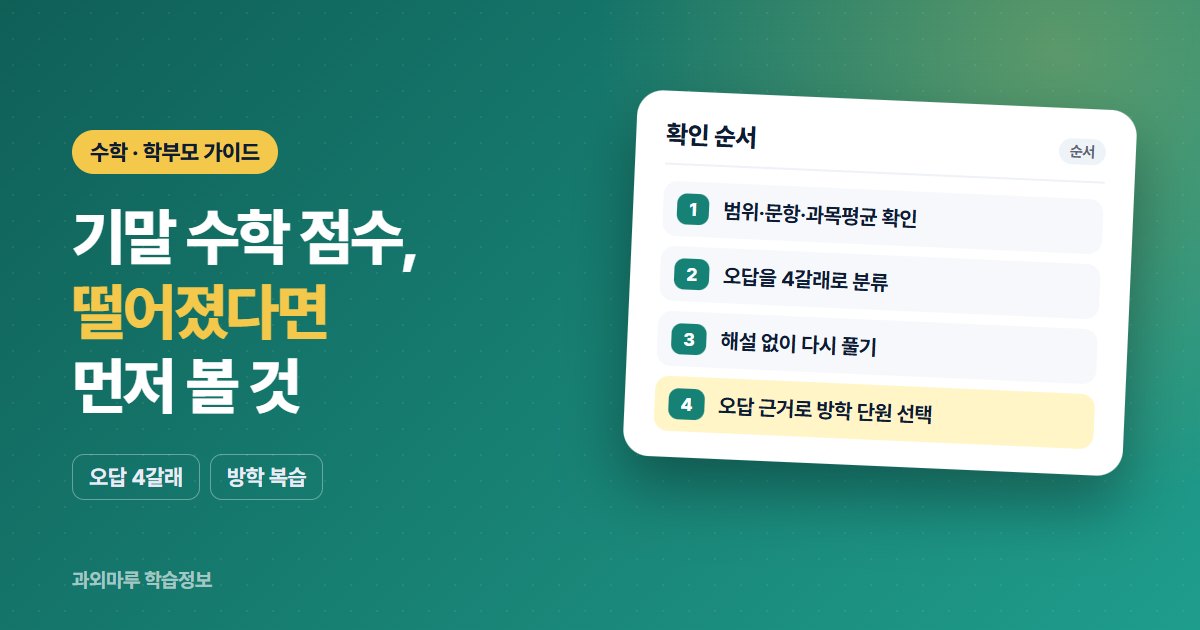 수학 · 학부모 가이드
기말 수학 점수,
떨어졌다면
먼저 볼 것
오답 4갈래
방학 복습
과외마루 학습정보
확인 순서
순서
1 범위·문항·과목평균 확인
2 오답을 4갈래로 분류
3 해설 없이 다시 풀기
4 오답 근거로 방학 단원 선택